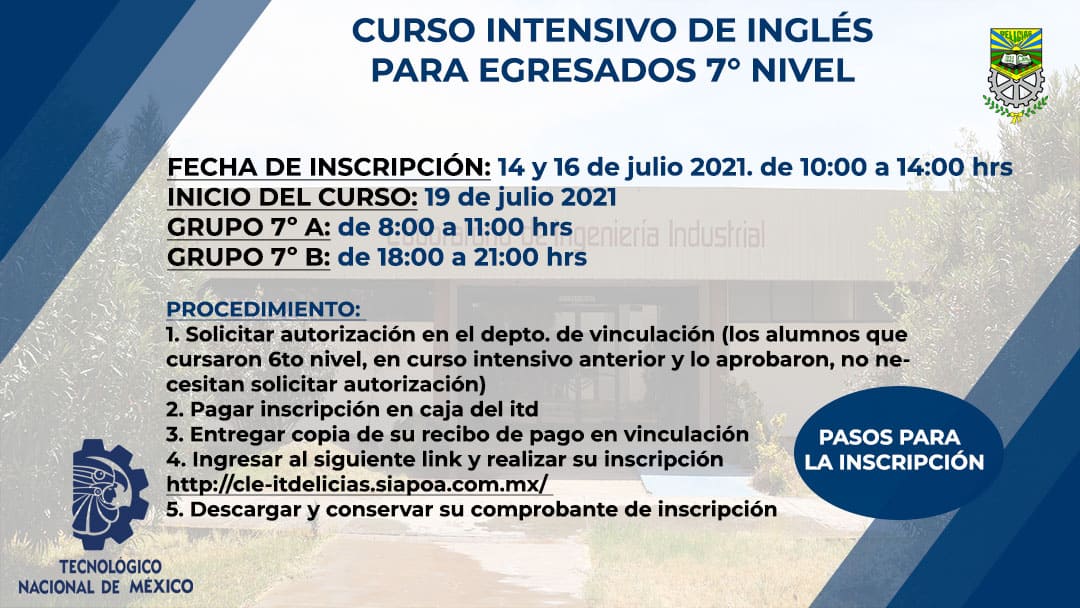 CURSO INTENSIVO DE INGLÉS
PARA EGRESADOS 7° NIVEL
DELICIAS
FECHA DE INSCRIPCIÓN: 14 y 16 de julio 2021. de 10:00 a 14:00 hrs
INICIO DEL CURSO: 19 de julio 2021
GRUPO 7º A: de 8:00 a 11:00 hrs
Laboratorio de Ingeniería Industrial
GRUPO 7º B: de 18:00 a 21:00 hrs
PROCEDIMIENTO:
1. Solicitar autorización en el depto. de vinculación (los alumnos que
cursaron 6to nivel, en curso intensivo anterior y lo aprobaron, no ne-
cesitan solicitar autorización)
2. Pagar inscripción en caja del itd
3. Entregar copia de su recibo de pago en vinculación
4. Ingresar al siguiente link y realizar su inscripción
http://cle-itdelicias.siapoa.com.mx/
5. Descargar y conservar su comprobante de inscripción
PASOS PARA
LA INSCRIPCIÓN
TECNOLÓGICO
NACIONAL DE MÉXICO